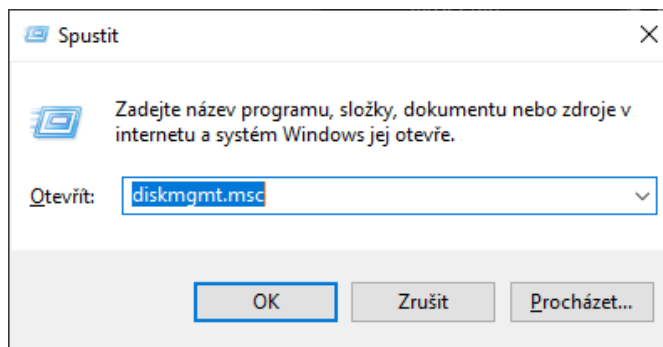 Spustit
Zadejte název programu, složky, dokumentu nebo zdroje v
internetu a systém Windows jej otevře.
Otevřít: diskmgmt.msc
OK Zrušit Procházet...